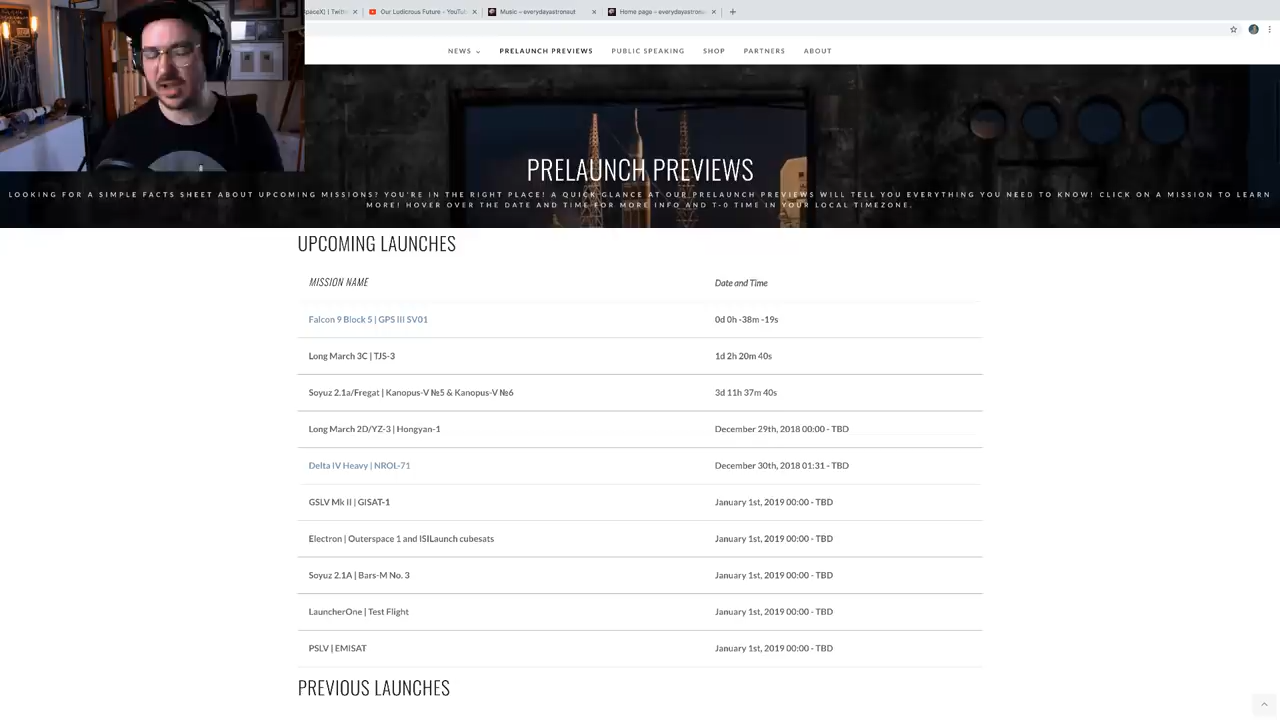 SpaceX) | Twitt
Our Ludicrous Future - YouTu
Music – everydayastronaut
Home page – everydayastronau
NEWS
PRELAUNCH PREVIEWS
PUBLIC SPEAKING
SHOP
PARTNERS
ABOUT
PRELAUNCH PREVIEWS
LOOKING FOR A SIMPLE FACTS SHEET ABOUT UPCOMING MISSIONS? YOU'RE IN THE RIGHT PLACE! A QUICK GLANCE AT OUR PRELAUNCH PREVIEWS WILL TELL YOU EVERYTHING YOU NEED TO KNOW! CLICK ON A MISSION TO LEARN
MORE! HOVER OVER THE DATE AND TIME FOR MORE INFO AND T-0 TIME IN YOUR LOCAL TIMEZONE.
UPCOMING LAUNCHES
MISSION NAME Date and Time
Falcon 9 Block 5 | GPS III SV01 0d 0h -38m -19s
Long March 3C | TJS-3 1d 2h 20m 40s
Soyuz 2.1a/Fregat | Kanopus-V №5 & Kanopus-V №6 3d 11h 37m 40s
Long March 2D/YZ-3 | Hongyan-1 December 29th, 2018 00:00 - TBD
Delta IV Heavy | NROL-71 December 30th, 2018 01:31 - TBD
GSLV Mk II | GISAT-1 January 1st, 2019 00:00 - TBD
Electron | Outerspace 1 and ISILaunch cubesats January 1st, 2019 00:00 - TBD
Soyuz 2.1A | Bars-M No. 3 January 1st, 2019 00:00 - TBD
LauncherOne | Test Flight January 1st, 2019 00:00 - TBD
PSLV | EMISAT January 1st, 2019 00:00 - TBD
PREVIOUS LAUNCHES